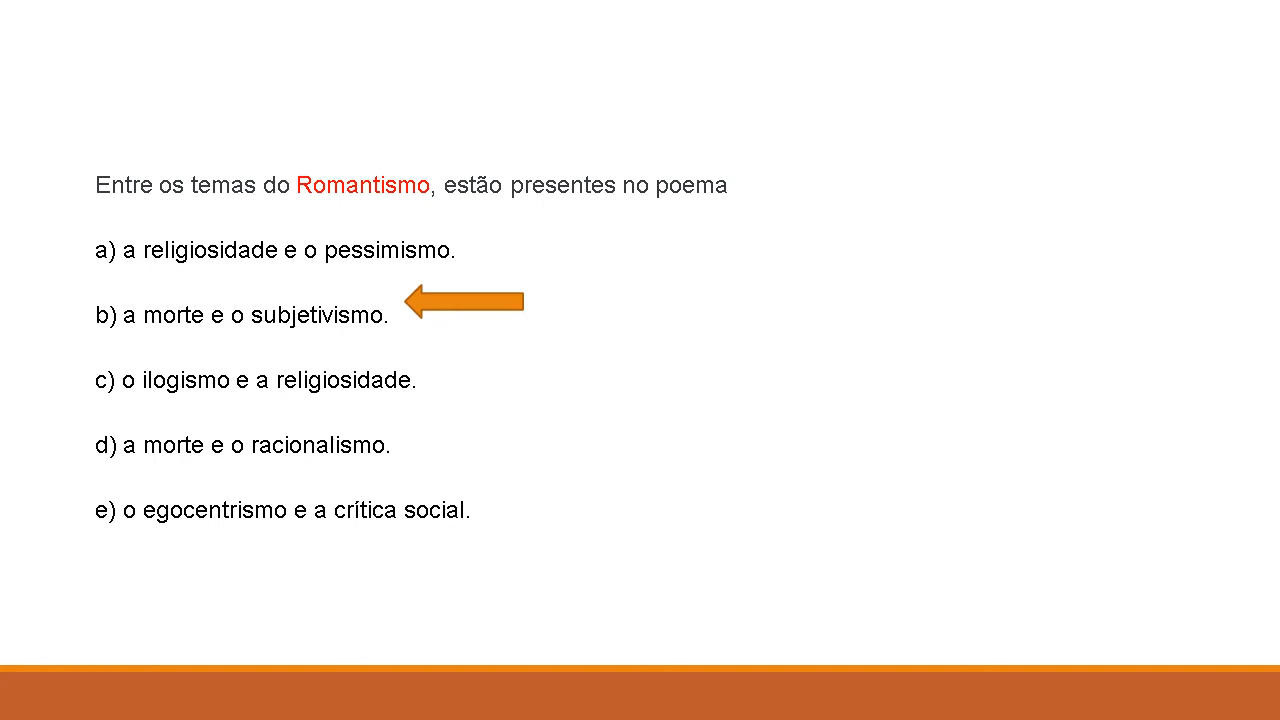 Entre os temas do Romantismo, estão presentes no poema
a) a religiosidade e o pessimismo.
b) a morte e o subjetivismo.
c) o ilogismo e a religiosidade.
d) a morte e o racionalismo.
e) o egocentrismo e a crítica social.